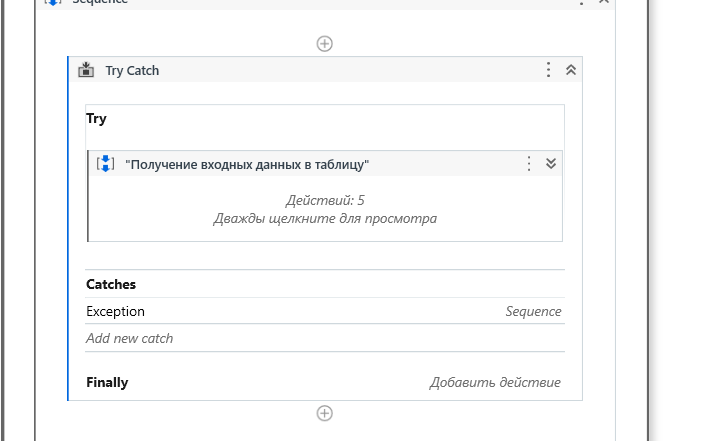 Sequence
Try Catch
Try
"Получение входных данных в таблицу"
Действий: 5
Дважды щелкните для просмотра
Catches
Exception Sequence
Add new catch
Finally Добавить действие